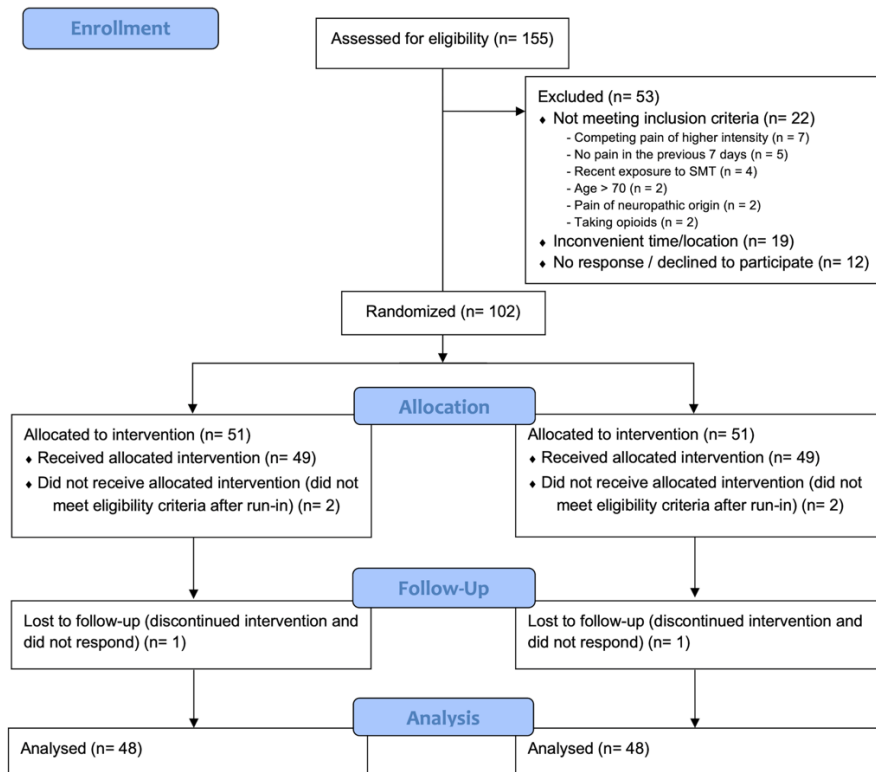 Enrollment
Assessed for eligibility (n= 155)
Excluded (n= 53)
♦ Not meeting inclusion criteria (n= 22)
- Competing pain of higher intensity (n = 7)
- No pain in the previous 7 days (n = 5)
- Recent exposure to SMT (n = 4)
- Age > 70 (n = 2)
- Pain of neuropathic origin (n = 2)
- Taking opioids (n = 2)
♦ Inconvenient time/location (n= 19)
♦ No response / declined to participate (n= 12)
Randomized (n= 102)
Allocation
Allocated to intervention (n= 51)
♦ Received allocated intervention (n= 49)
♦ Did not receive allocated intervention (did not
meet eligibility criteria after run-in) (n= 2)
Allocated to intervention (n= 51)
♦ Received allocated intervention (n= 49)
♦ Did not receive allocated intervention (did not
meet eligibility criteria after run-in) (n= 2)
Follow-Up
Lost to follow-up (discontinued intervention and
did not respond) (n= 1)
Lost to follow-up (discontinued intervention and
did not respond) (n= 1)
Analysis
Analysed (n= 48)
Analysed (n= 48)